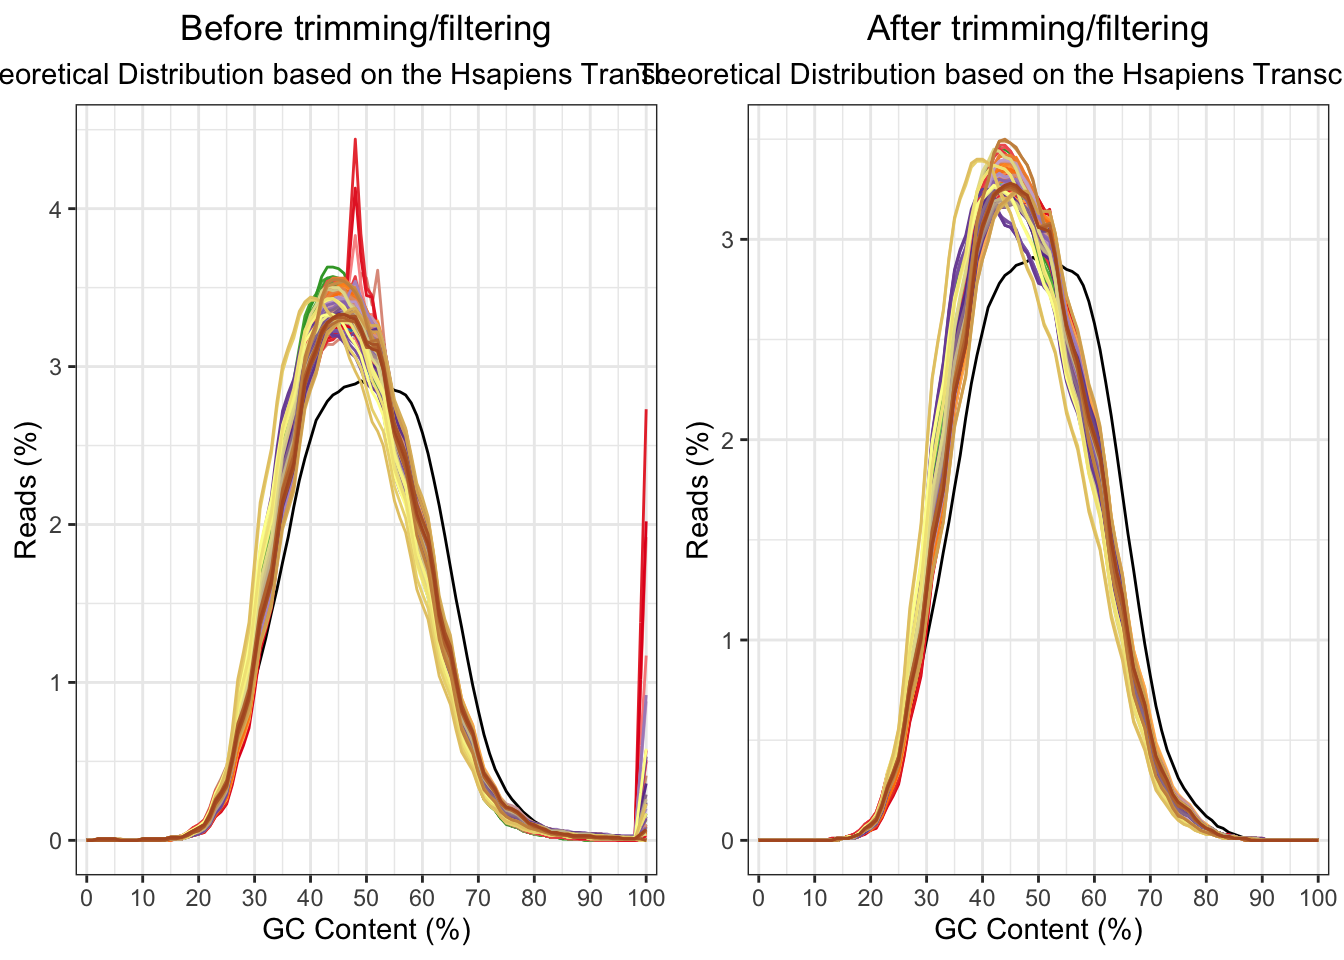 Before trimming/filtering
eoretical Distribution based on the Hsapiens Transc
4
3
2
1
0
Reads (%)
0 10 20 30 40 50 60 70 80 90 100
GC Content (%)
After trimming/filtering
Theoretical Distribution based on the Hsapiens Transc
3
2
1
0
Reads (%)
0 10 20 30 40 50 60 70 80 90 100
GC Content (%)